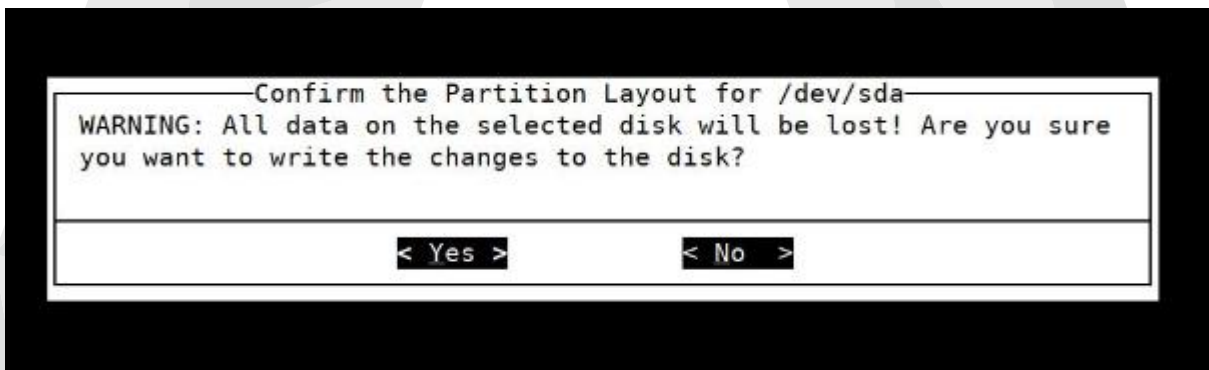 Confirm the Partition Layout for /dev/sda
WARNING: All data on the selected disk will be lost! Are you sure
you want to write the changes to the disk?
< Yes > < No >